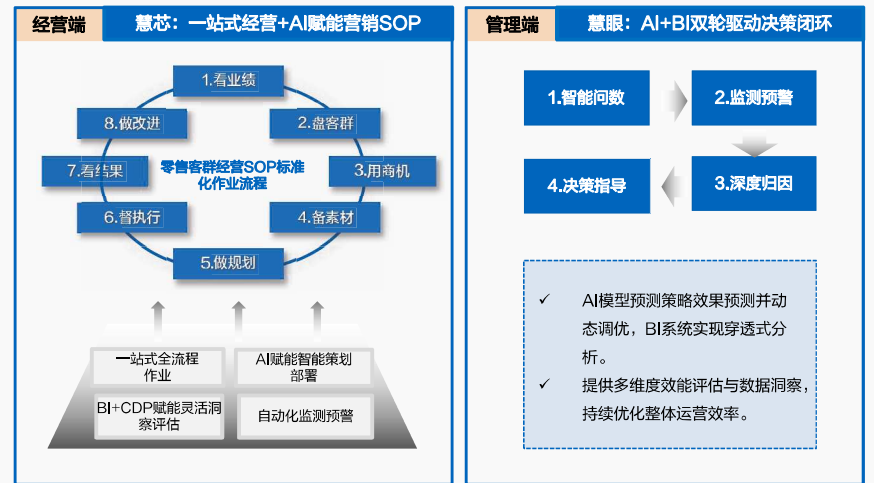 经营端
慧芯：一站式经营+AI赋能营销SOP
1.看业绩
2.盘客群
3.用商机
4.备素材
5.做规划
6.督执行
7.看结果
8.做改进
零售客群经营SOP标准
化作业流程
一站式全流程
作业
AI赋能智能策划
部署
BI+CDP赋能灵活洞
察评估
自动化监测预警
管理端
慧眼：AI+BI双轮驱动决策闭环
1.智能问数
2.监测预警
3.深度归因
4.决策指导
✓ AI模型预测策略效果预测并动
态调优，BI系统实现穿透式分
析。
✓ 提供多维度效能评估与数据洞察，
持续优化整体运营效率。